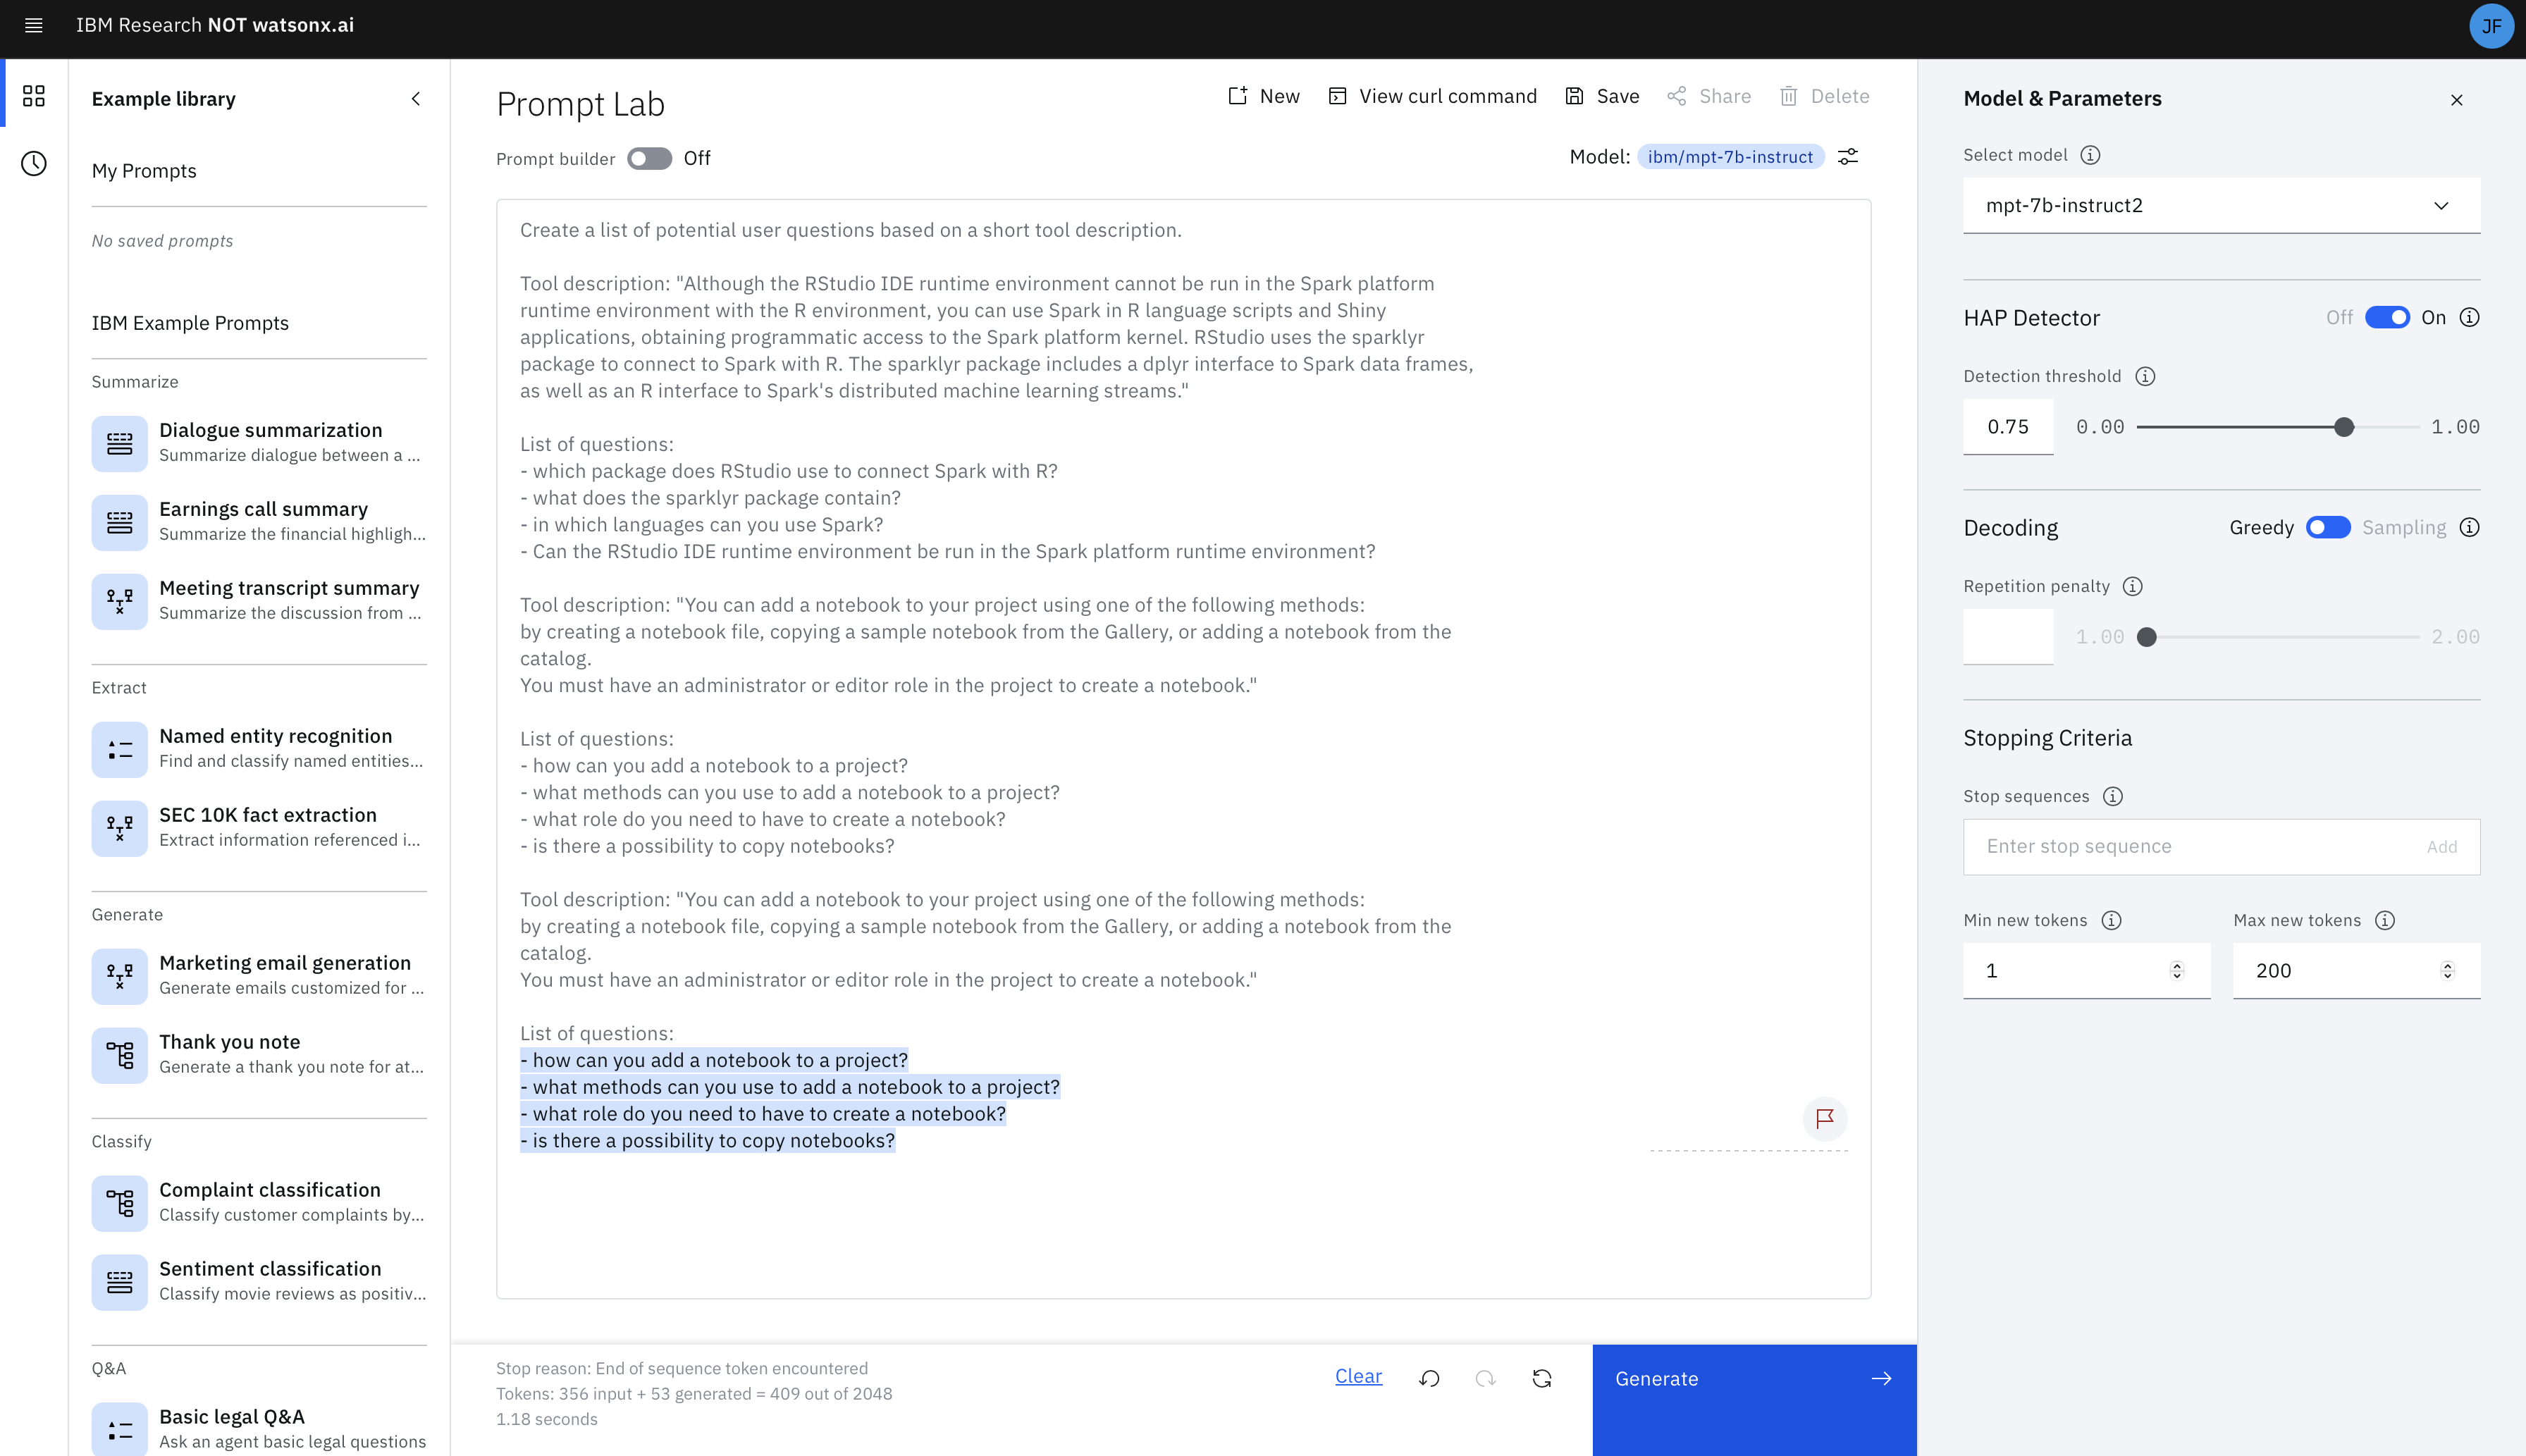 IBM Research NOT watsonx.ai
JF
Example library
My Prompts
No saved prompts
IBM Example Prompts
Summarize
Dialogue summarization
Summarize dialogue between a ...
Earnings call summary
Summarize the financial highligh...
Meeting transcript summary
Summarize the discussion from ...
Extract
Named entity recognition
Find and classify named entities...
SEC 10K fact extraction
Extract information referenced i...
Generate
Marketing email generation
Generate emails customized for ...
Thank you note
Generate a thank you note for at...
Classify
Complaint classification
Classify customer complaints by...
Sentiment classification
Classify movie reviews as positiv...
Q&A
Basic legal Q&A
Ask an agent basic legal questions
Prompt Lab
New
View curl command
Save
Share
Delete
Prompt builder Off
Model: ibm/mpt-7b-instruct
Create a list of potential user questions based on a short tool description.
Tool description: "Although the RStudio IDE runtime environment cannot be run in the Spark platform
runtime environment with the R environment, you can use Spark in R language scripts and Shiny
applications, obtaining programmatic access to the Spark platform kernel. RStudio uses the sparklyr
package to connect to Spark with R. The sparklyr package includes a dplyr interface to Spark data frames,
as well as an R interface to Spark's distributed machine learning streams."
List of questions:
- which package does RStudio use to connect Spark with R?
- what does the sparklyr package contain?
- in which languages can you use Spark?
- Can the RStudio IDE runtime environment be run in the Spark platform runtime environment?
Tool description: "You can add a notebook to your project using one of the following methods:
by creating a notebook file, copying a sample notebook from the Gallery, or adding a notebook from the
catalog.
You must have an administrator or editor role in the project to create a notebook."
List of questions:
- how can you add a notebook to a project?
- what methods can you use to add a notebook to a project?
- what role do you need to have to create a notebook?
- is there a possibility to copy notebooks?
Tool description: "You can add a notebook to your project using one of the following methods:
by creating a notebook file, copying a sample notebook from the Gallery, or adding a notebook from the
catalog.
You must have an administrator or editor role in the project to create a notebook."
List of questions:
- how can you add a notebook to a project?
- what methods can you use to add a notebook to a project?
- what role do you need to have to create a notebook?
- is there a possibility to copy notebooks?
Stop reason: End of sequence token encountered
Tokens: 356 input + 53 generated = 409 out of 2048
1.18 seconds
Clear
Generate
Model & Parameters
Select model
mpt-7b-instruct2
HAP Detector Off On
Detection threshold
0.75 0.00 1.00
Decoding Greedy Sampling
Repetition penalty
1.00 2.00
Stopping Criteria
Stop sequences
Enter stop sequence Add
Min new tokens Max new tokens
1 200